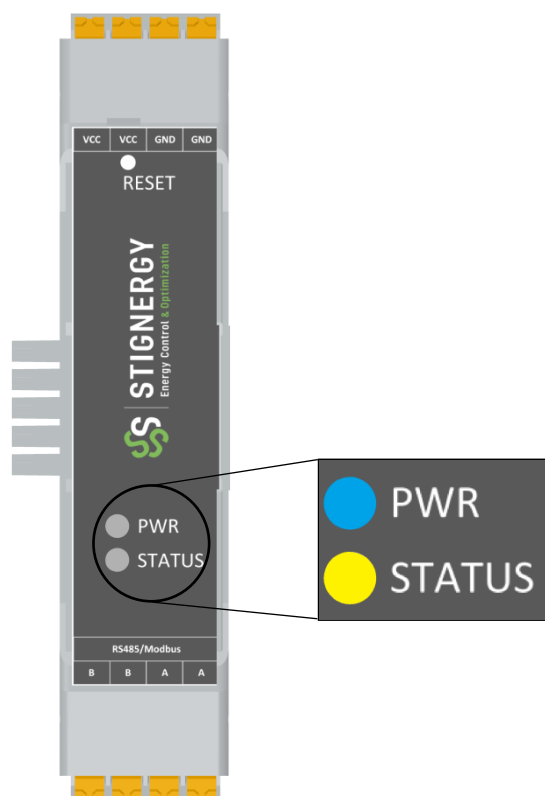 VCC VCC GND GND
RESET
STIGNERGY
Energy Control & Optimization
PWR
STATUS
PWR
STATUS
RS485/Modbus
B B A A